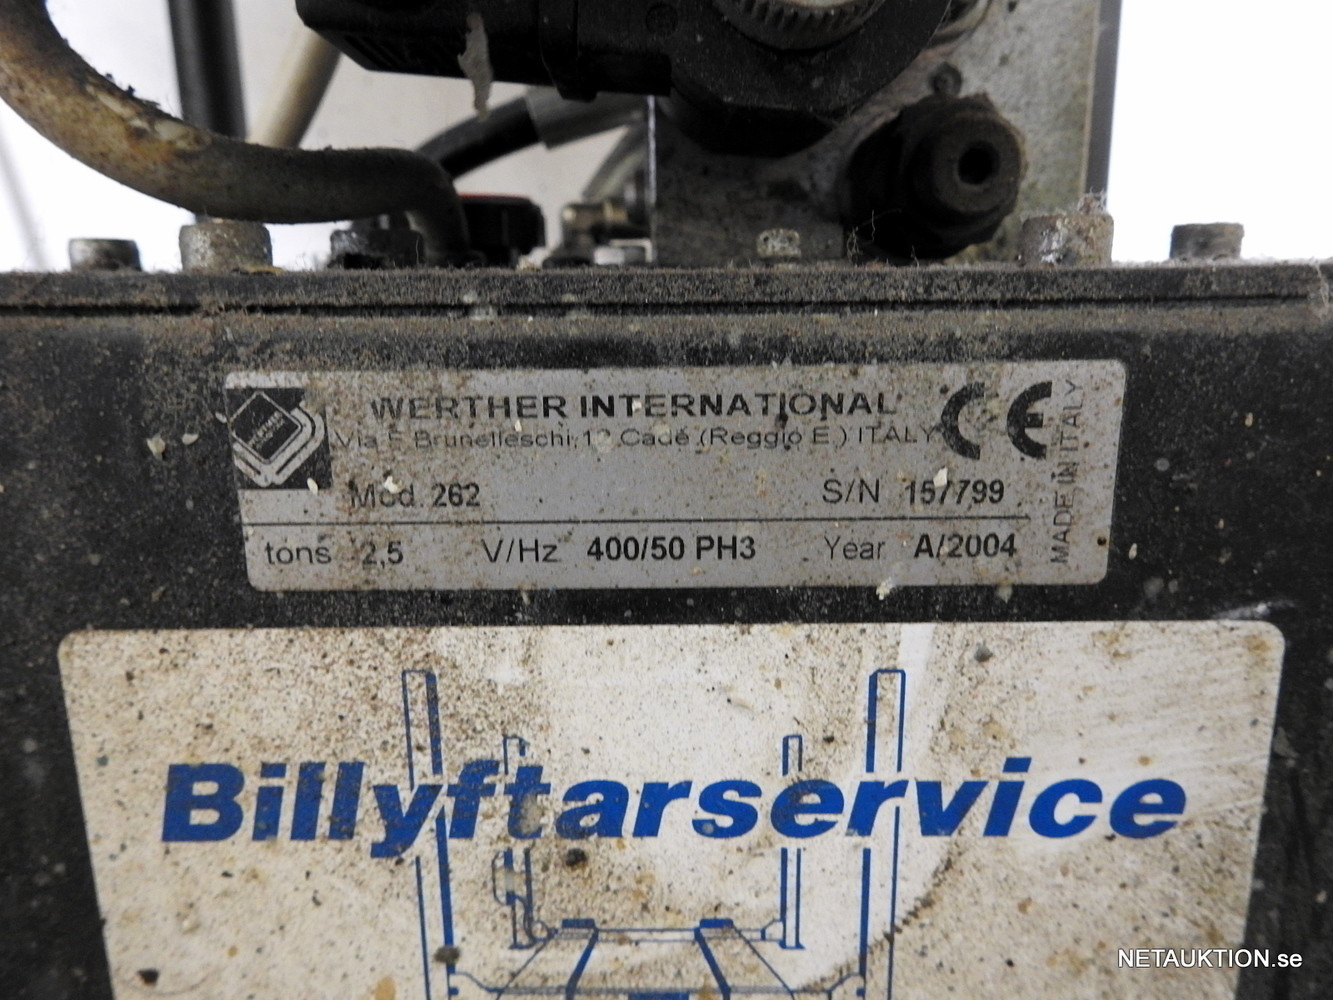 WERTHER INTERNATIONAL
Via F. Brunelleschi, 12 Cadé (Reggio E.) ITALY
Mod. 262 S/N 157799
tons 2,5 V/Hz 400/50 PH3 Year A/2004
MADE IN ITALY
Billyftarservice
NETAUKTION.se